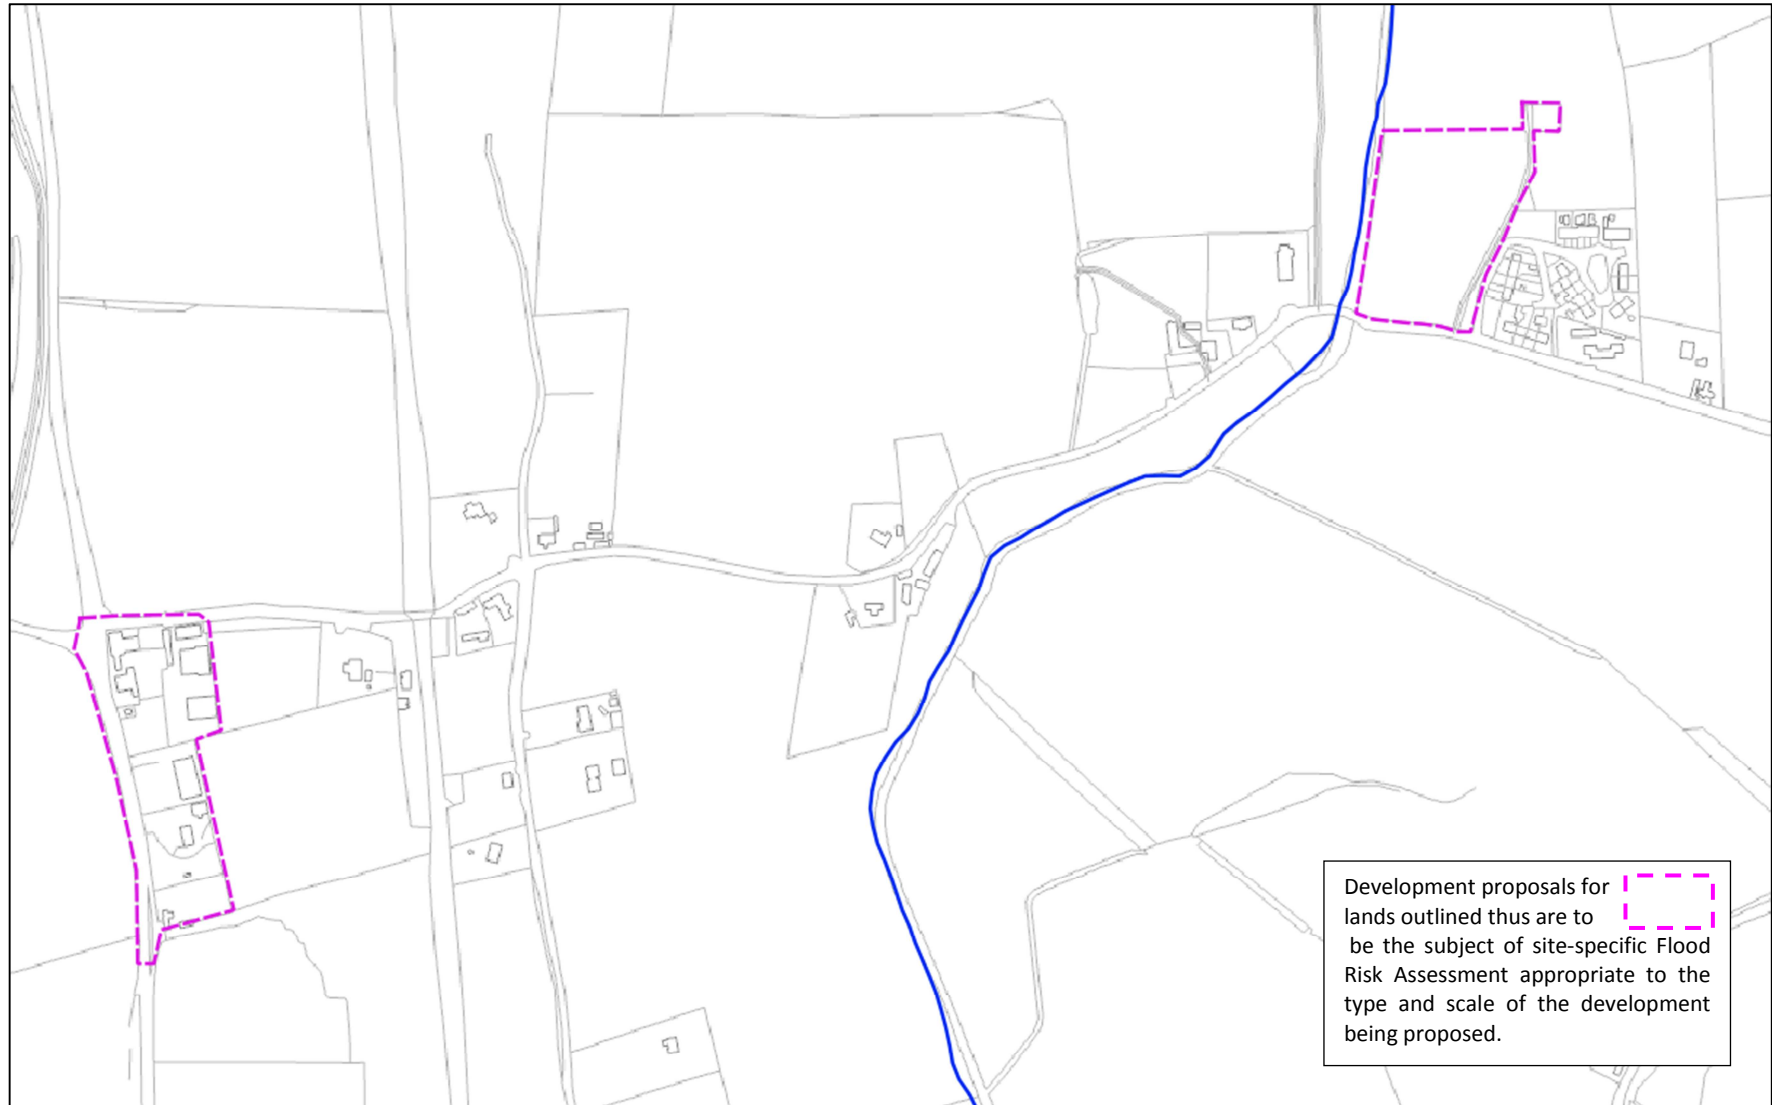 Development proposals for
lands outlined thus are to
be the subject of site-specific Flood
Risk Assessment appropriate to the
type and scale of the development
being proposed.